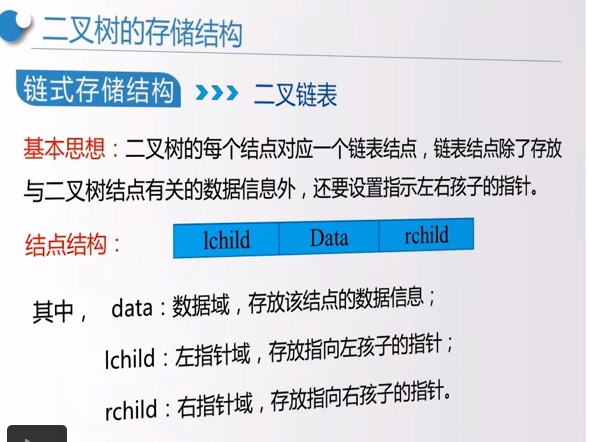 二叉树的存储结构
链式存储结构 >>> 二叉链表
基本思想：二叉树的每个结点对应一个链表结点，链表结点除了存放
与二叉树结点有关的数据信息外，还要设置指示左右孩子的指针。
结点结构： lchild Data rchild
其中， data：数据域，存放该结点的数据信息；
lchild：左指针域，存放指向左孩子的指针；
rchild：右指针域，存放指向右孩子的指针。